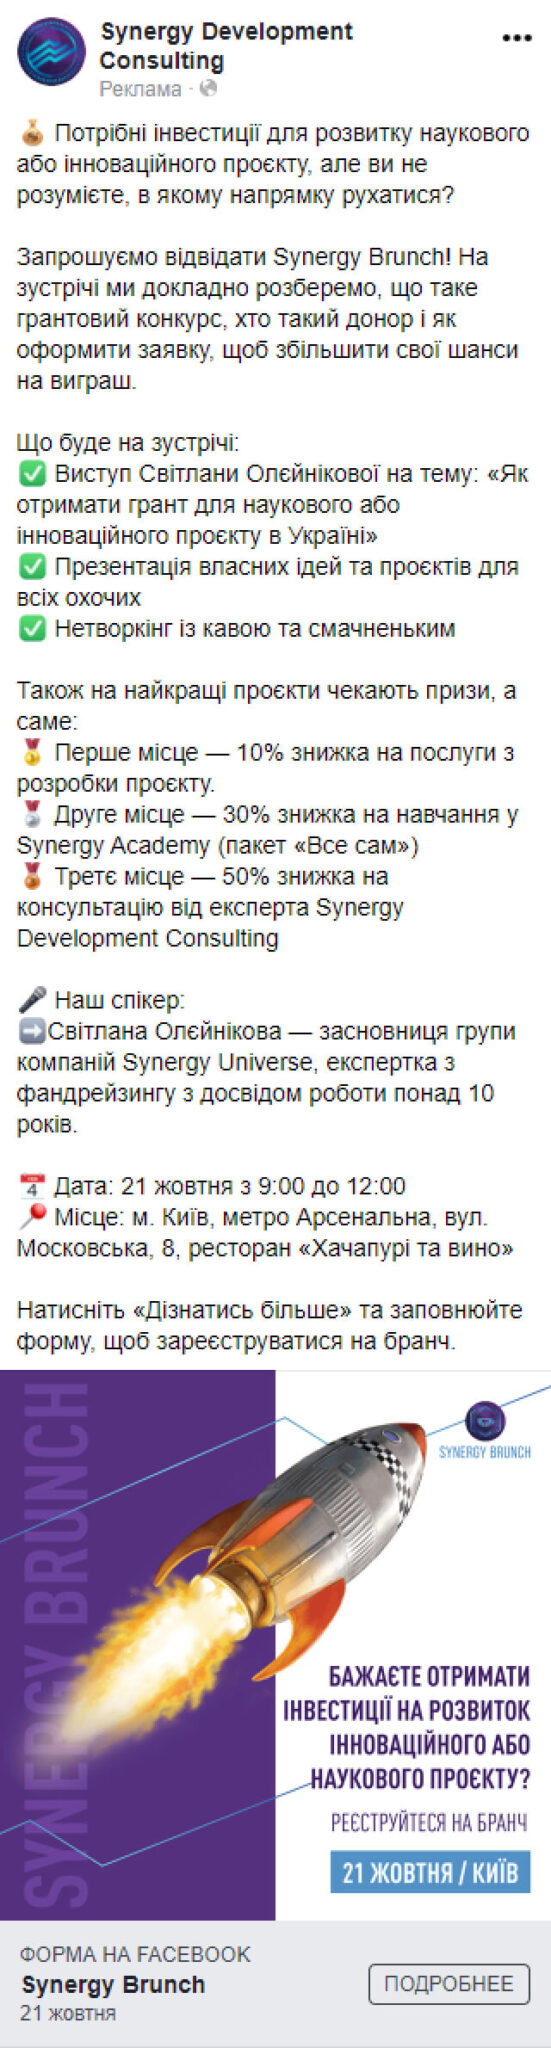 Synergy Development
Consulting
Реклама ·
Потрібні інвестиції для розвитку наукового
або інноваційного проєкту, але ви не
розумієте, в якому напрямку рухатися?
Запрошуємо відвідати Synergy Brunch! На
зустрічі ми докладно розберемо, що таке
грантовий конкурс, хто такий донор і як
оформити заявку, щоб збільшити свої шанси
на виграш.
Що буде на зустрічі:
✅ Виступ Світлани Олєйнікової на тему: «Як
отримати грант для наукового або
інноваційного проєкту в Україні»
✅ Презентація власних ідей та проєктів для
всіх охочих
✅ Нетворкінг із кавою та смачненьким
Також на найкращі проєкти чекають призи, а
саме:
🥇 Перше місце — 10% знижка на послуги з
розробки проєкту.
🥈 Друге місце — 30% знижка на навчання у
Synergy Academy (пакет «Все сам»)
🥉 Третє місце — 50% знижка на
консультацію від експерта Synergy
Development Consulting
🎤 Наш спікер:
➡️Світлана Олєйнікова — засновниця групи
компаній Synergy Universe, експертка з
фандрейзингу з досвідом роботи понад 10
років.
📅 Дата: 21 жовтня з 9:00 до 12:00
📍 Місце: м. Київ, метро Арсенальна, вул.
Московська, 8, ресторан «Хачапурі та вино»
Натисніть «Дізнатись більше» та заповнюйте
форму, щоб зареєструватися на бранч.
SYNERGY BRUNCH
SYNERGY BRUNCH
БАЖАЄТЕ ОТРИМАТИ
ІНВЕСТИЦІЇ НА РОЗВИТОК
ІННОВАЦІЙНОГО АБО
НАУКОВОГО ПРОЄКТУ?
РЕЄСТРУЙТЕСЯ НА БРАНЧ
21 ЖОВТНЯ / КИЇВ
ФОРМА НА FACEBOOK
Synergy Brunch
21 жовтня
ПОДРОБНЕЕ